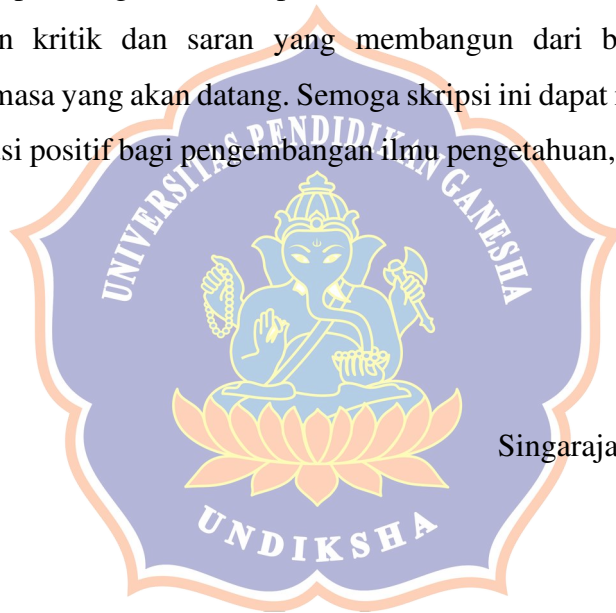 n kritik dan saran yang membangun dari b
masa yang akan datang. Semoga skripsi ini dapat
si positif bagi pengembangan ilmu pengetahuan,
UNIVERSITAS PENDIDIKAN GANESHA
Singaraja
UNDIKSHA